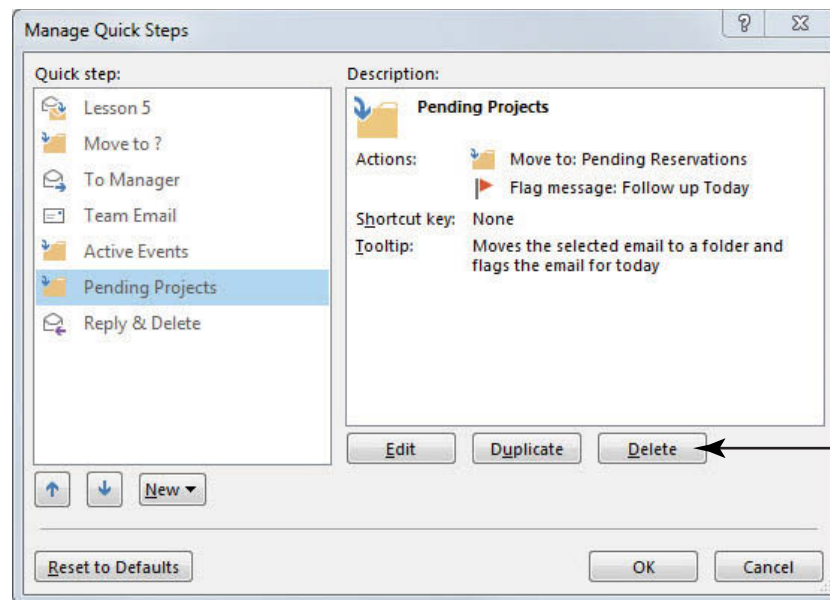 Manage Quick Steps
Quick step:
Lesson 5
Move to ?
To Manager
Team Email
Active Events
Pending Projects
Reply & Delete
New
Description:
Pending Projects
Actions: Move to: Pending Reservations
Flag message: Follow up Today
Shortcut key: None
Tooltip: Moves the selected email to a folder and
flags the email for today
Edit Duplicate Delete
Reset to Defaults OK Cancel